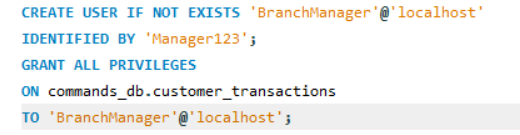 CREATE USER IF NOT EXISTS 'BranchManager'@'localhost'
IDENTIFIED BY 'Manager123';
GRANT ALL PRIVILEGES
ON commands_db.customer_transactions
TO 'BranchManager'@'localhost';